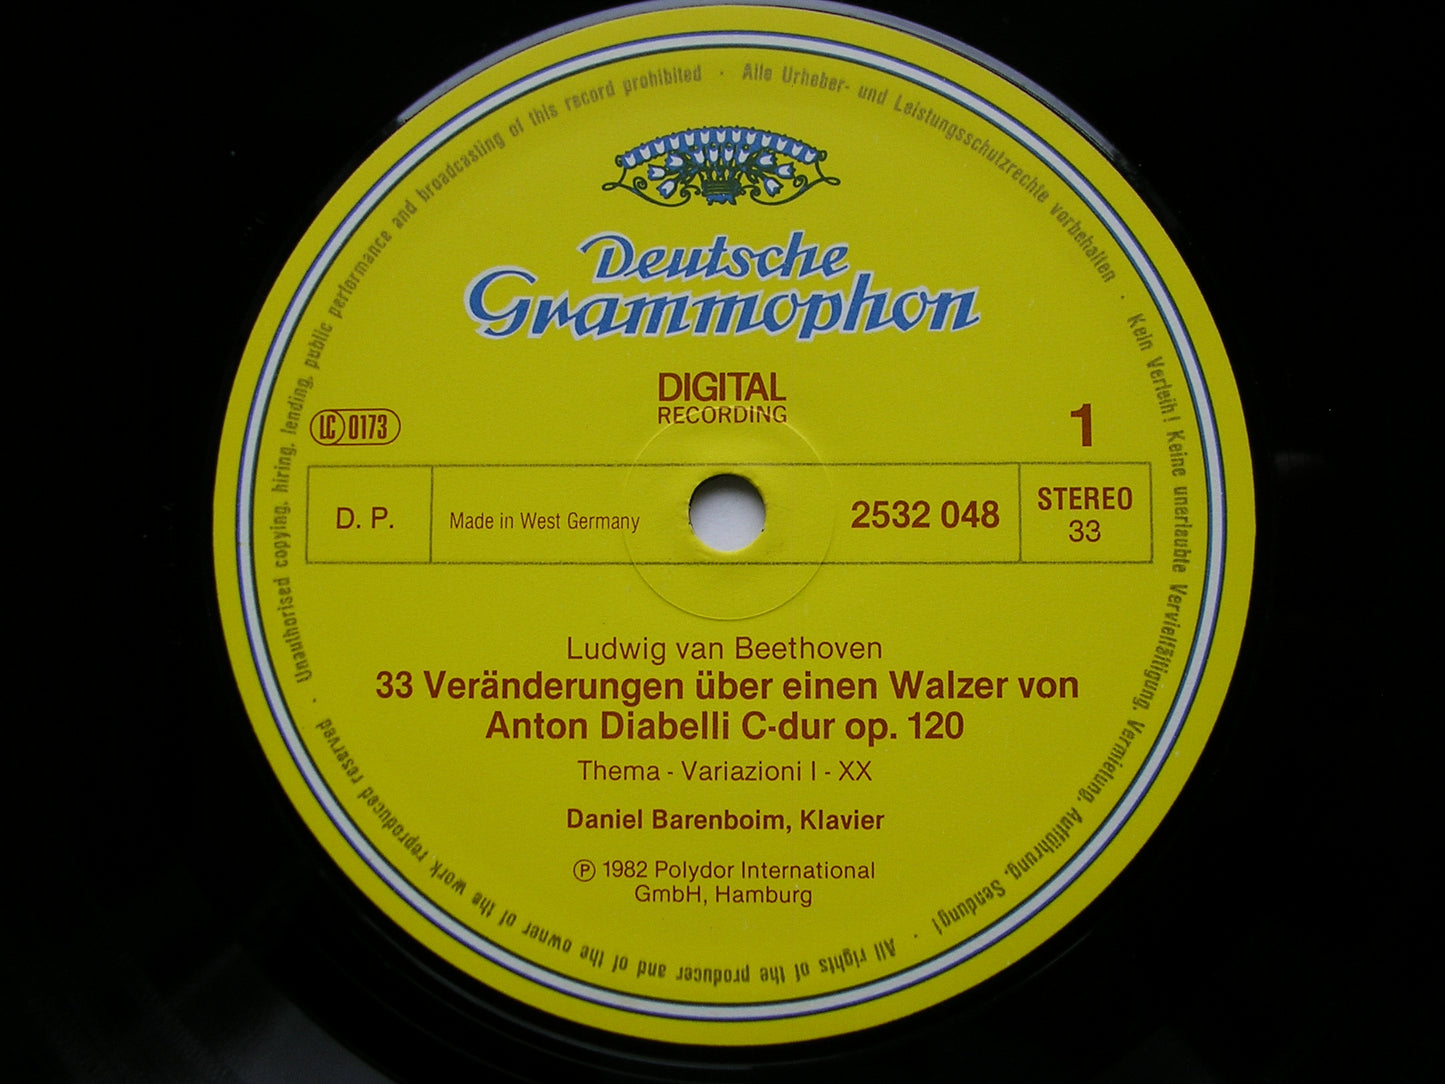 Deutsche
Grammophon
DIGITAL
RECORDING
LC 0173
1
D. P.
Made in West Germany
2532 048
STEREO
33
Ludwig van Beethoven
33 Veränderungen über einen Walzer von
Anton Diabelli C-dur op. 120
Thema - Variazioni I - XX
Daniel Barenboim, Klavier
℗ 1982 Polydor International
GmbH, Hamburg
Alle Urheber- und Leistungsschutzrechte vorbehalten · Kein Verleih! Keine unerlaubte Vervielfältigung, Vermietung, Aufführung, Sendung! · All rights of the producer and of the owner of the work reproduced reserved · Unauthorised copying, hiring, lending, public performance and broadcasting of this record prohibited ·